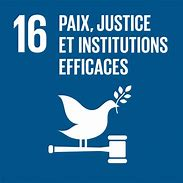 16 PAIX, JUSTICE
ET INSTITUTIONS
EFFICACES